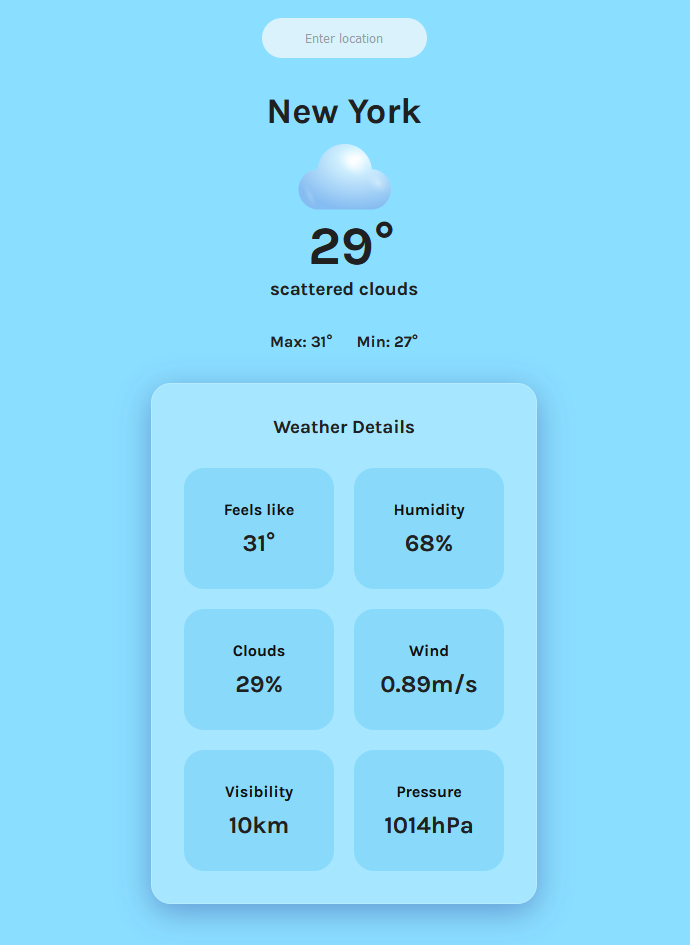 Enter location
New York
29°
scattered clouds
Max: 31° Min: 27°
Weather Details
Feels like
31°
Humidity
68%
Clouds
29%
Wind
0.89m/s
Visibility
10km
Pressure
1014hPa